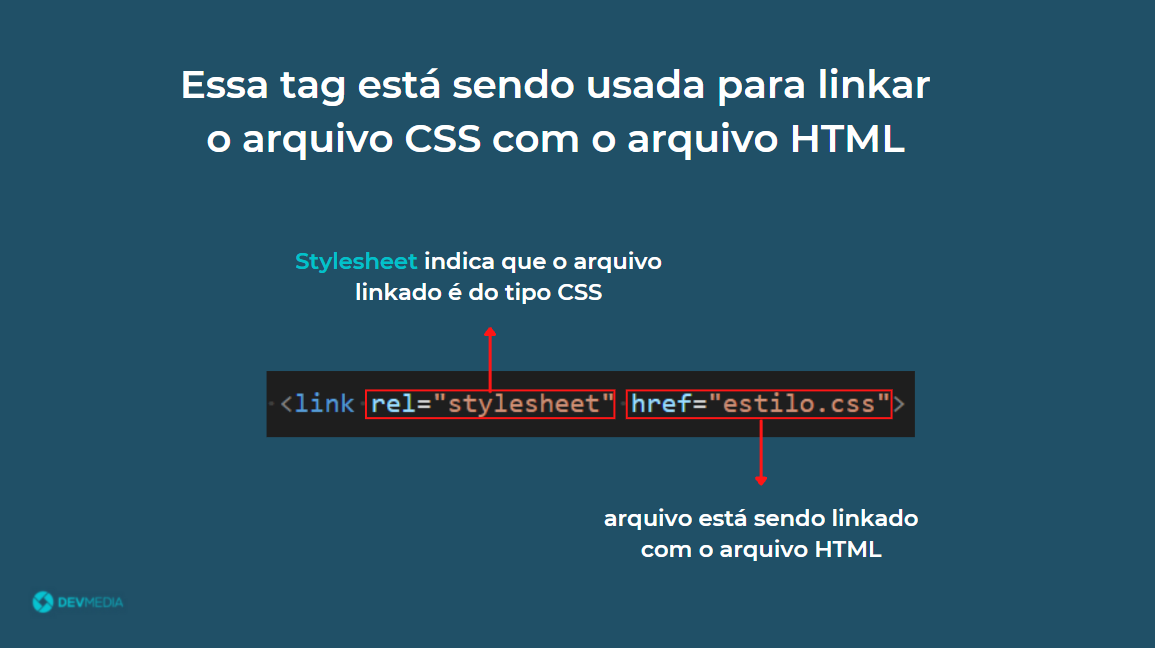 Essa tag está sendo usada para linkar
o arquivo CSS com o arquivo HTML
Stylesheet indica que o arquivo
linkado é do tipo CSS
<link rel="stylesheet" href="estilo.css">
arquivo está sendo linkado
com o arquivo HTML
DEVMEDIA